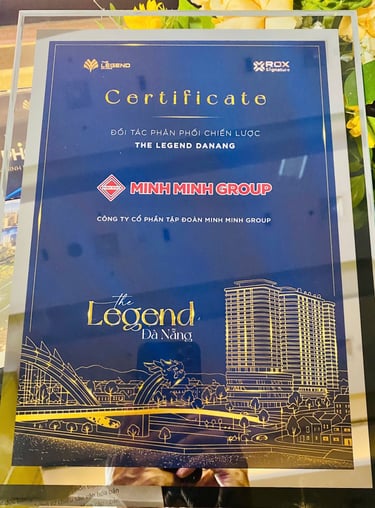 THE LEGEND
ROX Signature
Certificate
ĐỐI TÁC PHÂN PHỐI CHIẾN LƯỢC
THE LEGEND DANANG
MINH MINH GROUP
CÔNG TY CỔ PHẦN TẬP ĐOÀN MINH MINH GROUP
the
Legend
Đà Nẵng